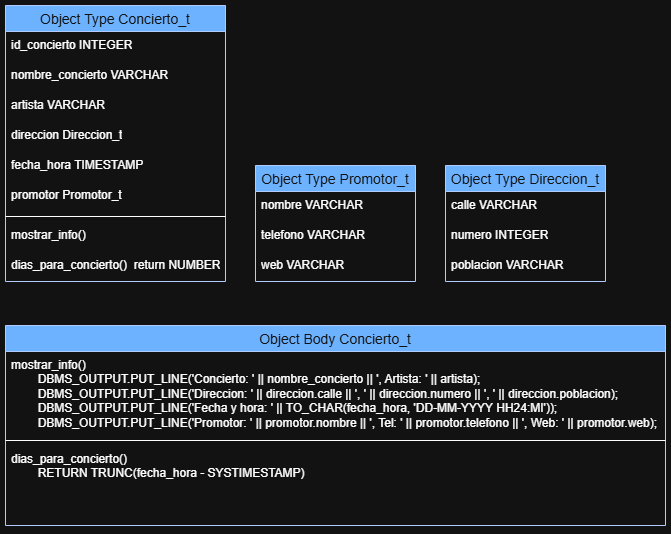 Object Type Concierto_t
id_concierto INTEGER
nombre_concierto VARCHAR
artista VARCHAR
direccion Direccion_t
fecha_hora TIMESTAMP
promotor Promotor_t
mostrar_info()
dias_para_concierto()  return NUMBER
Object Type Promotor_t
nombre VARCHAR
telefono VARCHAR
web VARCHAR
Object Type Direccion_t
calle VARCHAR
numero INTEGER
poblacion VARCHAR
Object Body Concierto_t
mostrar_info()
DBMS_OUTPUT.PUT_LINE('Concierto: ' || nombre_concierto || ', Artista: ' || artista);
DBMS_OUTPUT.PUT_LINE('Direccion: ' || direccion.calle || ', ' || direccion.numero || ', ' || direccion.poblacion);
DBMS_OUTPUT.PUT_LINE('Fecha y hora: ' || TO_CHAR(fecha_hora, 'DD-MM-YYYY HH24:MI'));
DBMS_OUTPUT.PUT_LINE('Promotor: ' || promotor.nombre || ', Tel: ' || promotor.telefono || ', Web: ' || promotor.web);
dias_para_concierto()
RETURN TRUNC(fecha_hora - SYSTIMESTAMP)